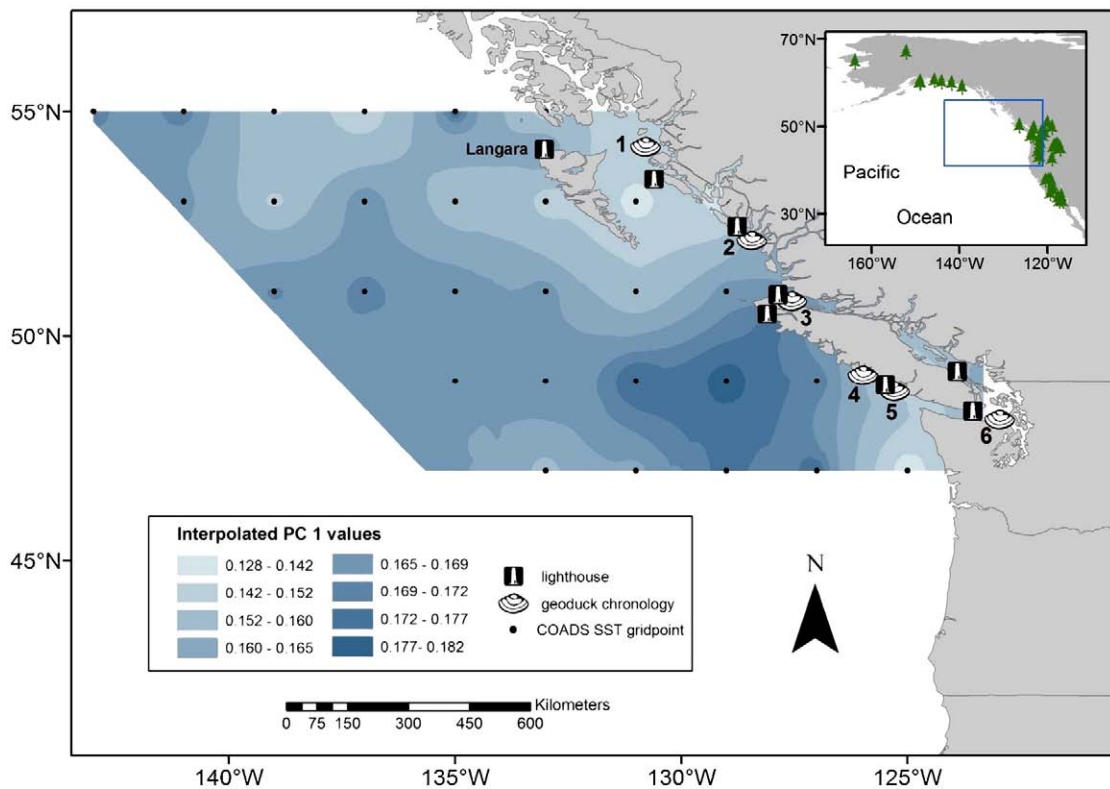 70°N
50°N
30°N
Pacific
Ocean
160°W 140°W 120°W
55°N
50°N
45°N
Langara
1
2
3
4
5
6
Interpolated PC 1 values
0.128 - 0.142
0.142 - 0.152
0.152 - 0.160
0.160 - 0.165
0.165 - 0.169
0.169 - 0.172
0.172 - 0.177
0.177- 0.182
lighthouse
geoduck chronology
COADS SST gridpoint
N
Kilometers
0 75 150 300 450 600
140°W 135°W 130°W 125°W